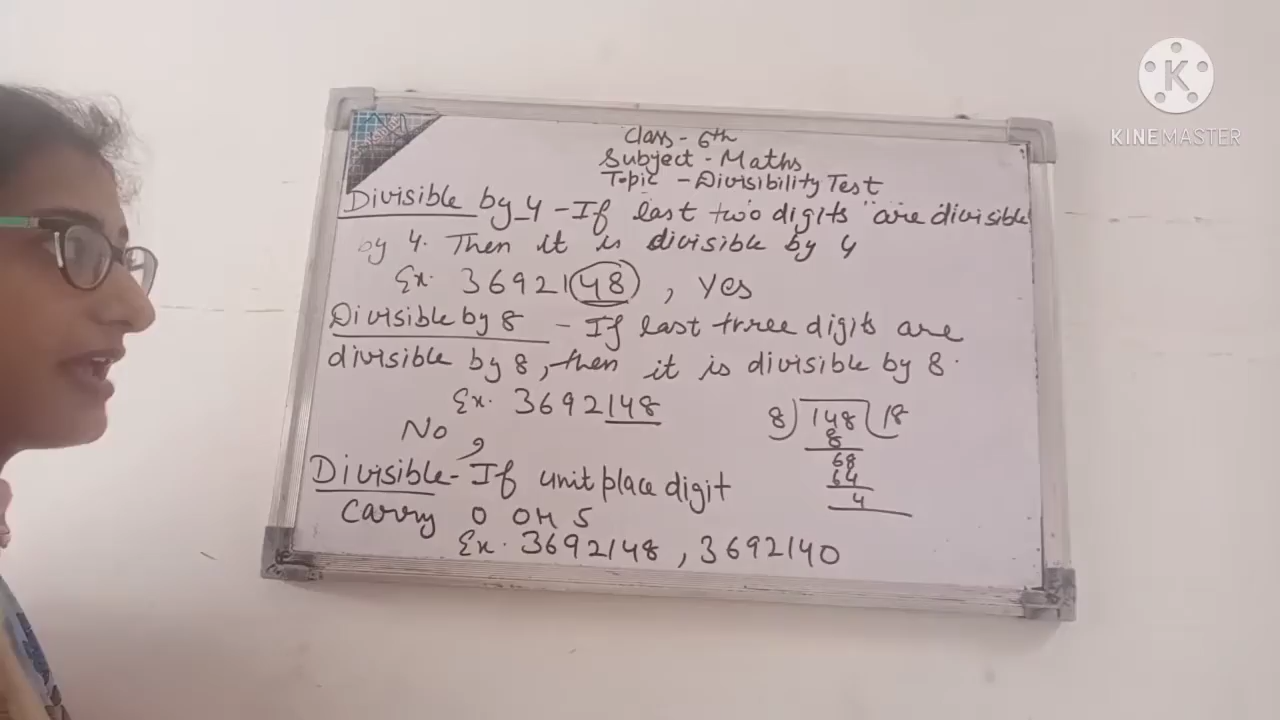 K
KINEMASTER
Class - 6th
Subject - Maths
Topic - Divisibility Test
Divisible by 4 - If last two digits are divisible
by 4. Then it is divisible by 4
Ex. 3692148, Yes
Divisible by 8 - If last three digits are
divisible by 8, then it is divisible by 8.
Ex. 3692148
8) 148 (18
8
68
64
4
No,
Divisible - If unit place digit
Carry 0 OR 5
Ex. 3692148, 3692140